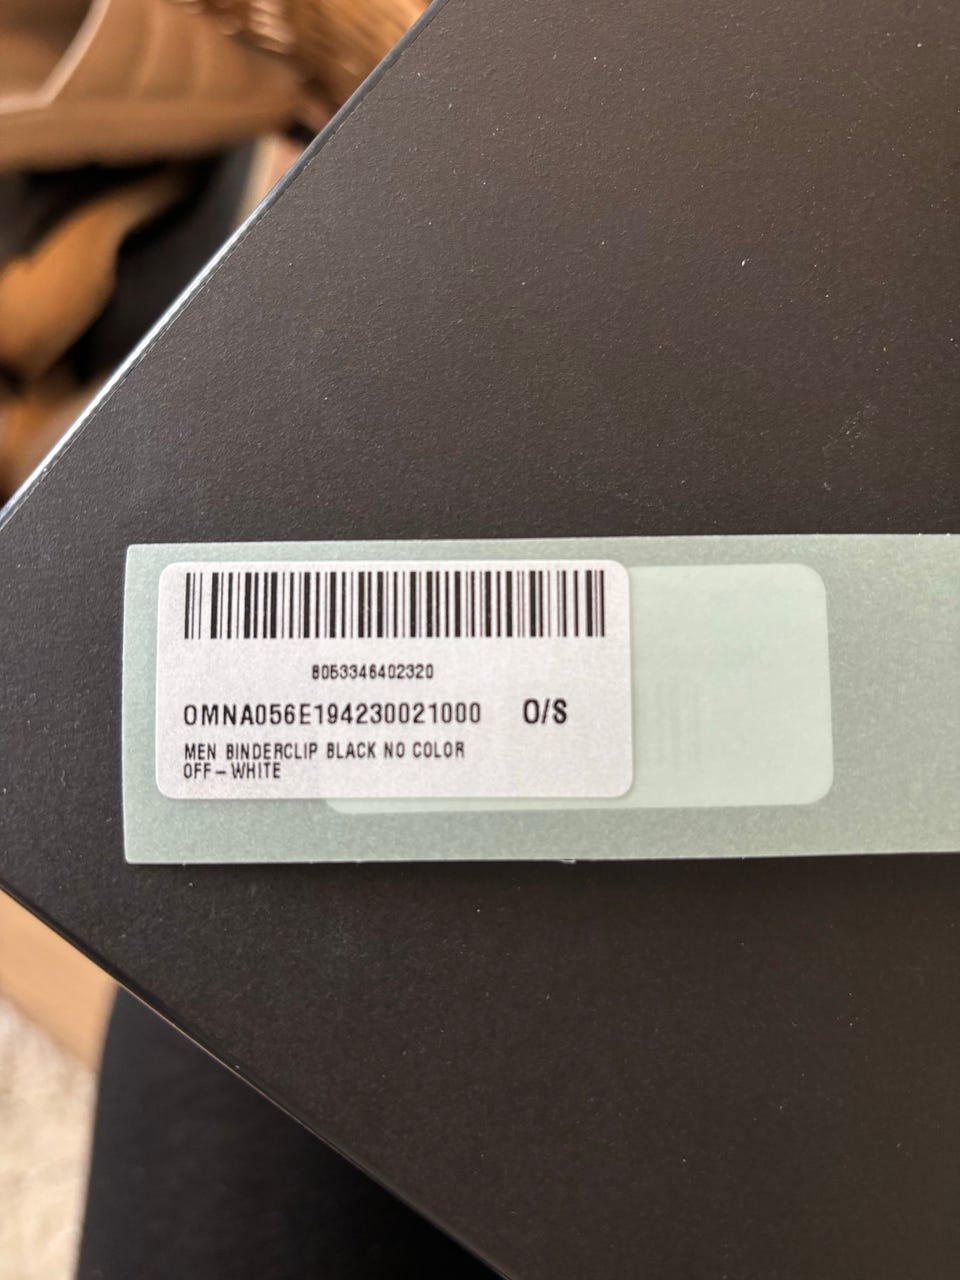 8053346402320
OMNA056E194230021000 O/S
MEN BINDERCLIP BLACK NO COLOR
OFF-WHITE